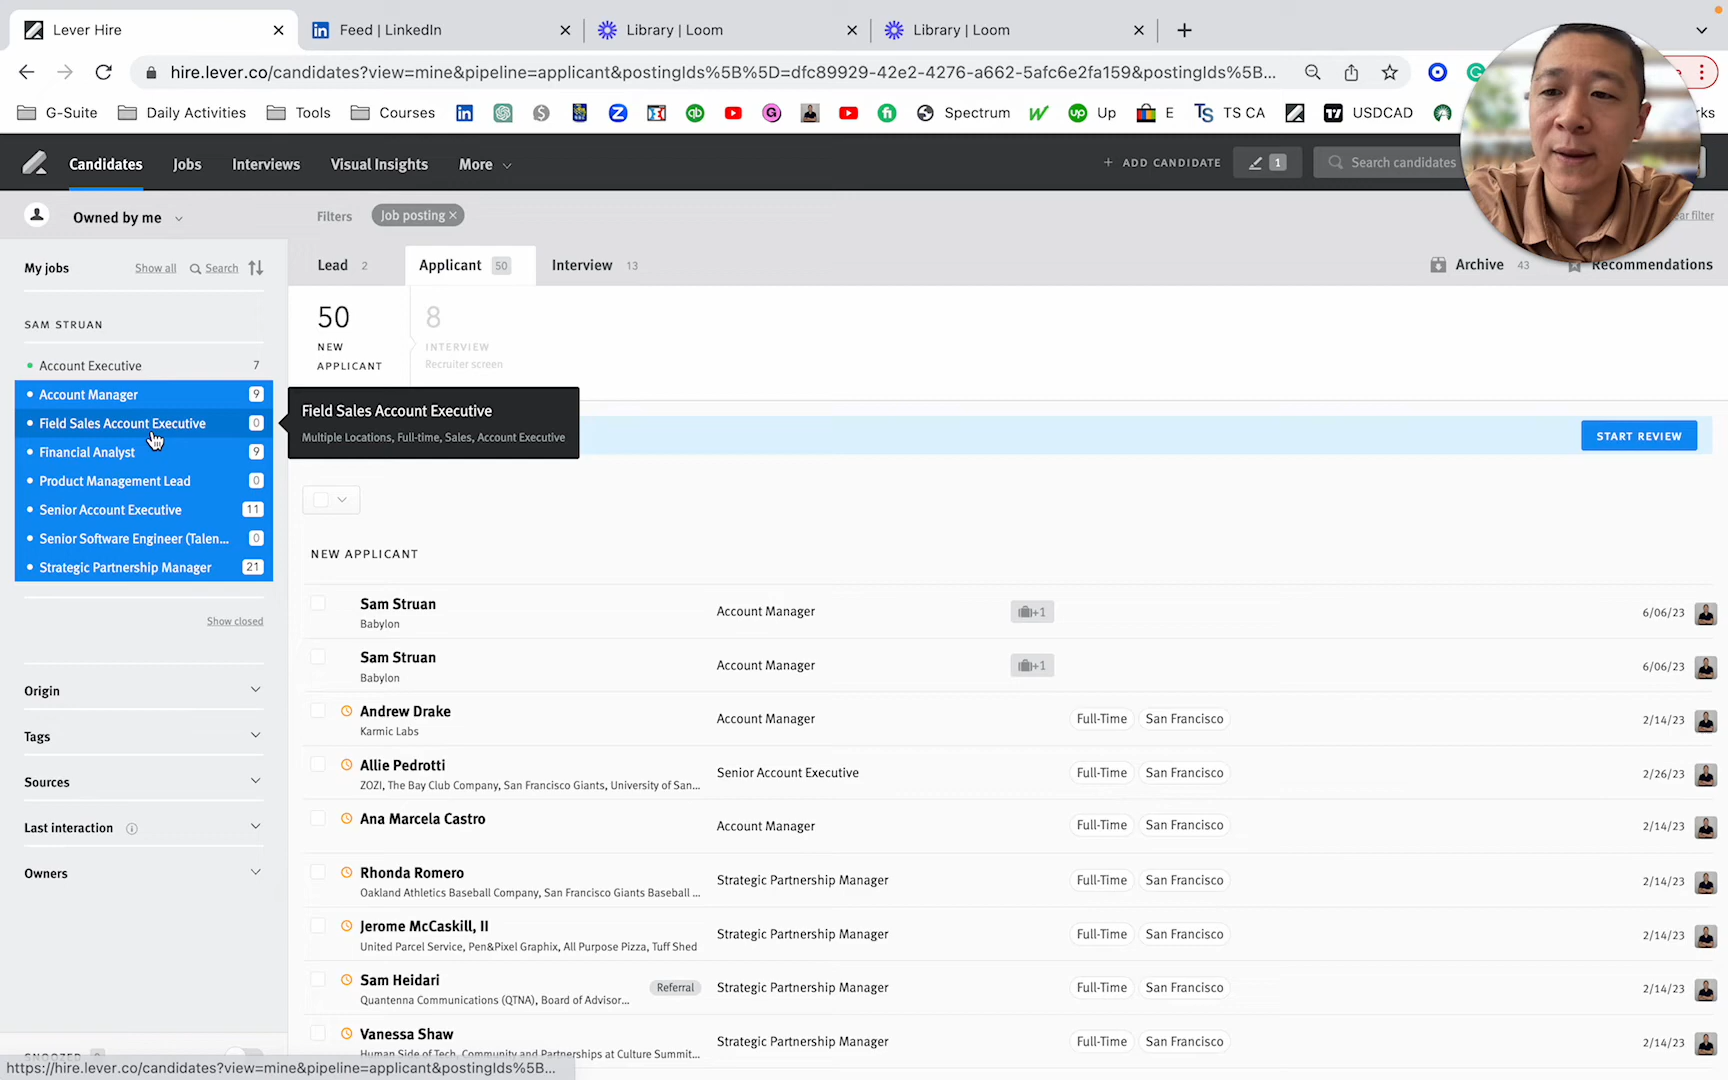 Lever Hire
Feed | LinkedIn
Library | Loom
Library | Loom
hire.lever.co/candidates?view=mine&pipeline=applicant&postingIds%5B%5D=dfc89929-42e2-4276-a662-5afc6e2fa159&postingIds%5B...
G-Suite
Daily Activities
Tools
Courses
Spectrum
Up
E
TS CA
USDCAD
Candidates
Jobs
Interviews
Visual Insights
More
+ ADD CANDIDATE
1
Search candidates
Owned by me
Filters
Job posting ×
My jobs
Show all
Search
Lead 2
Applicant 50
Interview 13
Archive 43
Recommendations
SAM STRUAN
Account Executive 7
Account Manager 9
Field Sales Account Executive 0
Financial Analyst 9
Product Management Lead 0
Senior Account Executive 11
Senior Software Engineer (Talen... 0
Strategic Partnership Manager 21
Show closed
Origin
Tags
Sources
Last interaction
Owners
50
NEW
APPLICANT
8
INTERVIEW
Recruiter screen
Field Sales Account Executive
Multiple Locations, Full-time, Sales, Account Executive
START REVIEW
NEW APPLICANT
Sam Struan
Babylon
Account Manager
+1
6/06/23
Sam Struan
Babylon
Account Manager
+1
6/06/23
Andrew Drake
Karmic Labs
Account Manager
Full-Time
San Francisco
2/14/23
Allie Pedrotti
ZOZI, The Bay Club Company, San Francisco Giants, University of San...
Senior Account Executive
Full-Time
San Francisco
2/26/23
Ana Marcela Castro
Account Manager
Full-Time
San Francisco
2/14/23
Rhonda Romero
Oakland Athletics Baseball Company, San Francisco Giants Baseball ...
Strategic Partnership Manager
Full-Time
San Francisco
2/14/23
Jerome McCaskill, II
United Parcel Service, Pen&Pixel Graphix, All Purpose Pizza, Tuff Shed
Strategic Partnership Manager
Full-Time
San Francisco
2/14/23
Sam Heidari
Quantenna Communications (QTNA), Board of Advisor...
Referral
Strategic Partnership Manager
Full-Time
San Francisco
2/14/23
Vanessa Shaw
Human Side of Tech, Community and Partnerships at Culture Summit...
Strategic Partnership Manager
Full-Time
San Francisco
2/14/23
https://hire.lever.co/candidates?view=mine&pipeline=applicant&postingIds%5B...